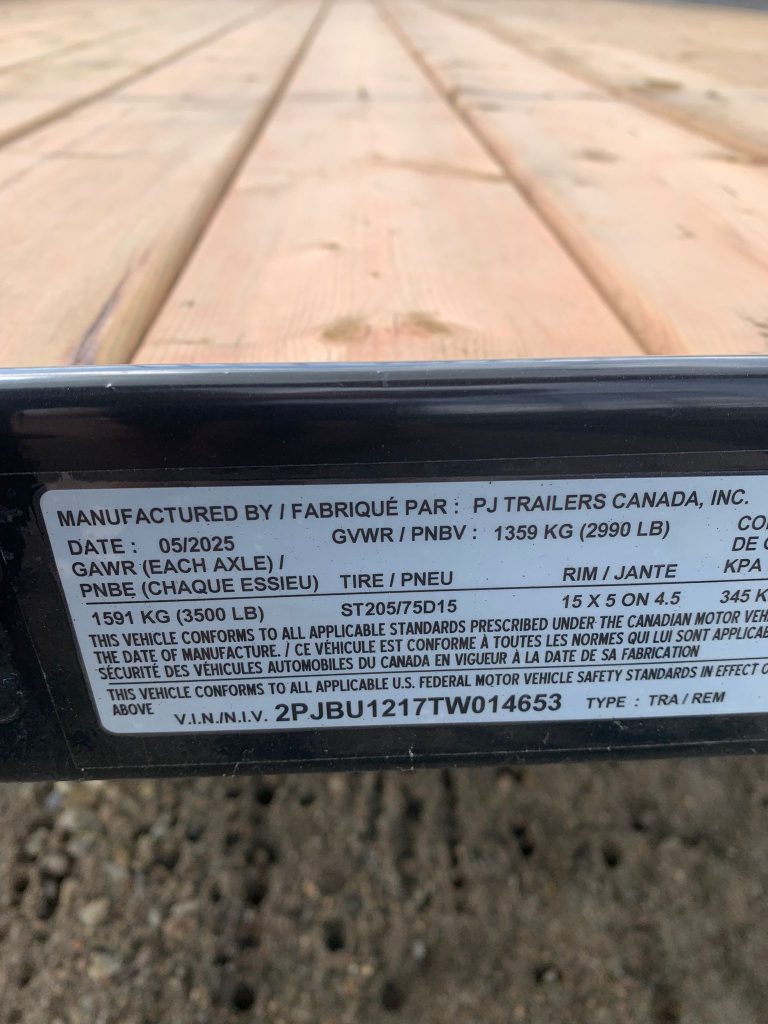 MANUFACTURED BY / FABRIQUÉ PAR : PJ TRAILERS CANADA, INC.
DATE : 05/2025 GVWR / PNBV : 1359 KG (2990 LB) CO
GAWR (EACH AXLE) / DE
PNBE (CHAQUE ESSIEU) TIRE / PNEU RIM / JANTE KPA
1591 KG (3500 LB) ST205/75D15 15 X 5 ON 4.5 345 K
THIS VEHICLE CONFORMS TO ALL APPLICABLE STANDARDS PRESCRIBED UNDER THE CANADIAN MOTOR VEH
THE DATE OF MANUFACTURE. / CE VÉHICULE EST CONFORME À TOUTES LES NORMES QUI LUI SONT APPLICABL
SÉCURITÉ DES VÉHICULES AUTOMOBILES DU CANADA EN VIGUEUR À LA DATE DE SA FABRICATION
THIS VEHICLE CONFORMS TO ALL APPLICABLE U.S. FEDERAL MOTOR VEHICLE SAFETY STANDARDS IN EFFECT O
ABOVE
V.I.N./N.I.V. 2PJBU1217TW014653 TYPE : TRA / REM